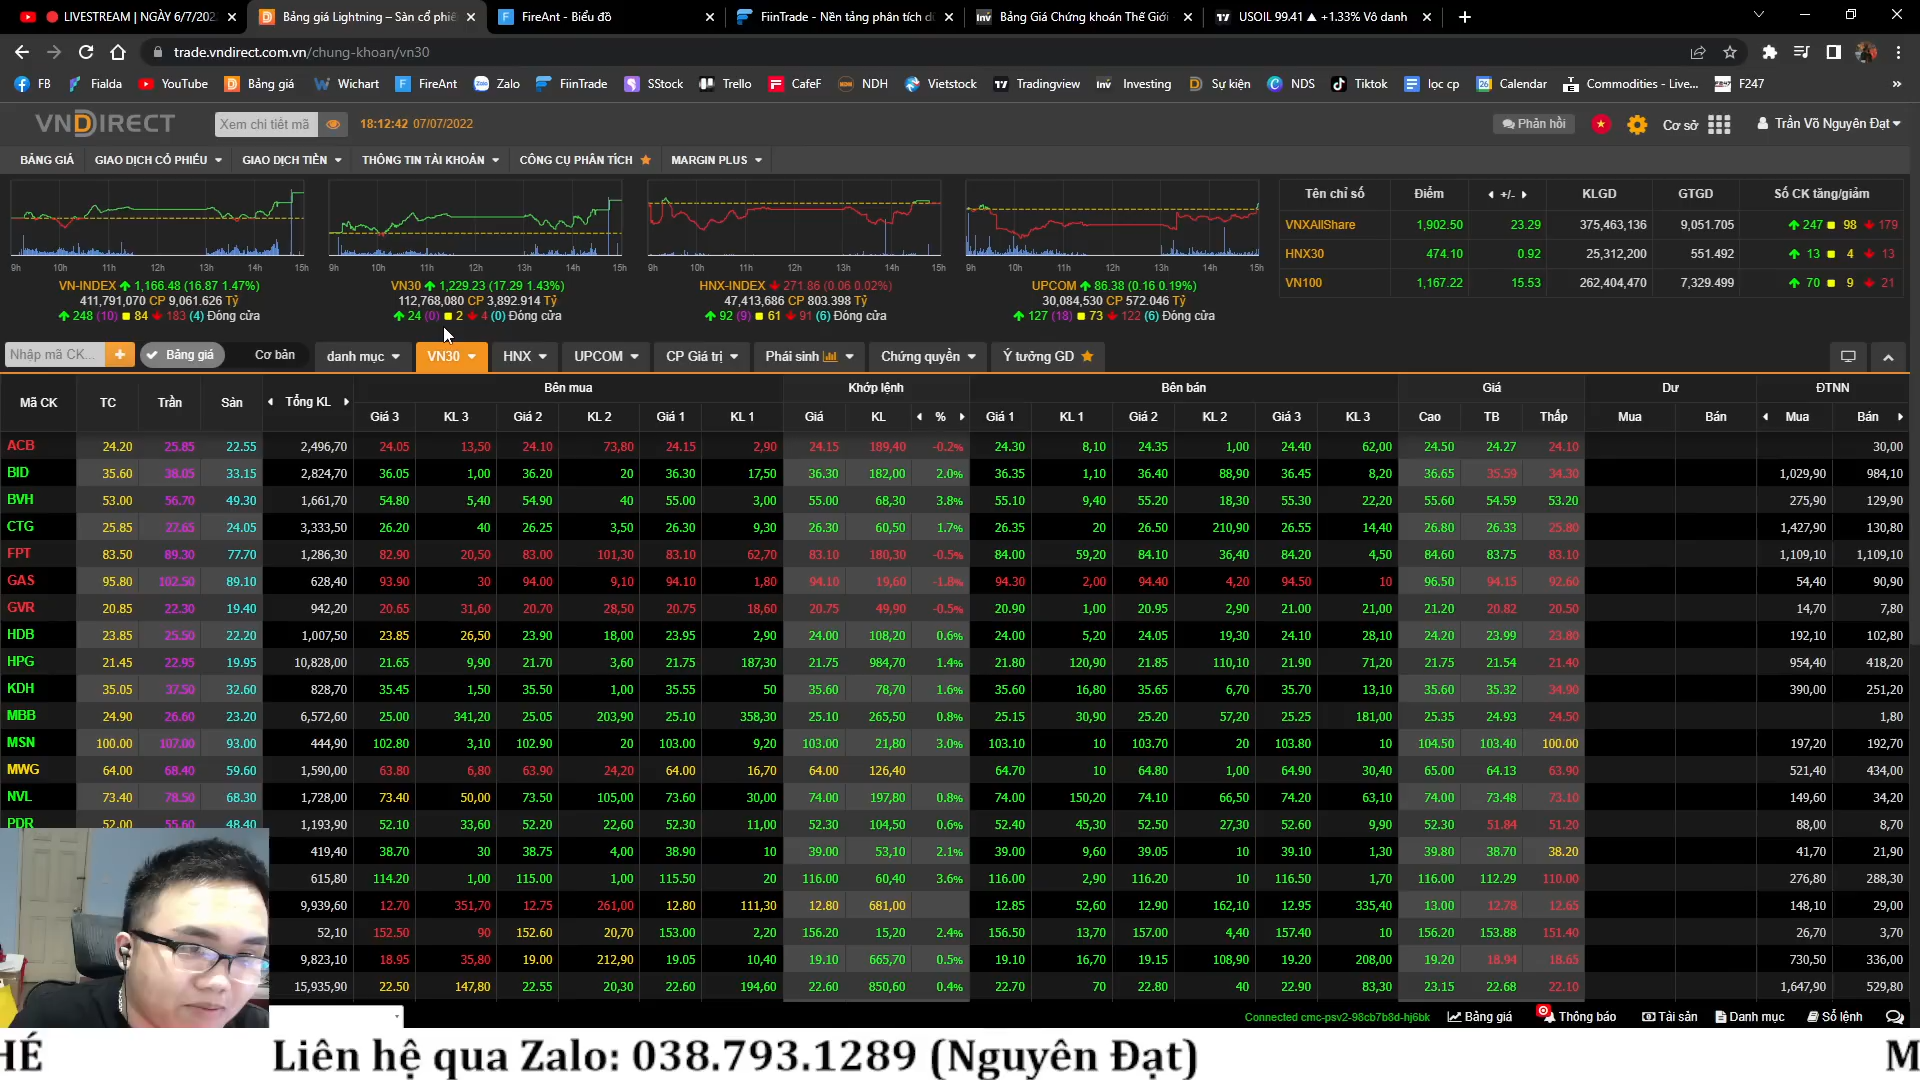 LIVESTREAM | NGÀY 6/7/202
Bảng giá Lightning – Sàn cổ phiế
FireAnt - Biểu đồ
FiinTrade - Nền tảng phân tích d
Bảng Giá Chứng khoán Thế Giới
USOIL 99.41 ▲ +1.33% Vô danh
trade.vndirect.com.vn/chung-khoan/vn30
FB Fialda YouTube Bảng giá Wichart FireAnt Zalo FiinTrade SStock Trello CafeF NDH Vietstock Tradingview Investing Sự kiện NDS Tiktok lọc cp Calendar Commodities - Live... F247
VNDIRECT Xem chi tiết mã 18:12:42 07/07/2022 Phản hồi Cơ sở Trần Võ Nguyên Đạt
BẢNG GIÁ GIAO DỊCH CỔ PHIẾU GIAO DỊCH TIỀN THÔNG TIN TÀI KHOẢN CÔNG CỤ PHÂN TÍCH MARGIN PLUS
Tên chỉ số Điểm +/- KLGD GTGD Số CK tăng/giảm
VNXAllShare 1,902.50 23.29 375,463,136 9,051.705 247 98 179
HNX30 474.10 0.92 25,312,200 551.492 13 4 13
VN100 1,167.22 15.53 262,404,470 7,329.499 70 9 21
9h 10h 11h 12h 13h 14h 15h
9h 10h 11h 12h 13h 14h 15h
9h 10h 11h 12h 13h 14h 15h
9h 10h 11h 12h 13h 14h 15h
VN-INDEX 1,166.48 (16.87 1.47%)
411,791,070 CP 9,061.626 Tỷ
248 (10) 84 183 (4) Đóng cửa
VN30 1,229.23 (17.29 1.43%)
112,768,080 CP 3,892.914 Tỷ
24 (0) 2 4 (0) Đóng cửa
HNX-INDEX 271.86 (0.06 0.02%)
47,413,686 CP 803.398 Tỷ
92 (9) 61 91 (6) Đóng cửa
UPCOM 86.38 (0.16 0.19%)
30,084,530 CP 572.046 Tỷ
127 (18) 73 122 (6) Đóng cửa
Nhập mã CK... + Bảng giá Cơ bản danh mục VN30 HNX UPCOM CP Giá trị Phái sinh Chứng quyền Ý tưởng GD
Mã CK TC Trần Sàn Tổng KL Bên mua Khớp lệnh Bên bán Giá Dư ĐTNN
Giá 3 KL 3 Giá 2 KL 2 Giá 1 KL 1 Giá KL % Giá 1 KL 1 Giá 2 KL 2 Giá 3 KL 3 Cao TB Thấp Mua Bán Mua Bán
ACB 24.20 25.85 22.55 2,496,70 24.05 13,50 24.10 73,80 24.15 2,90 24.15 189,40 -0.2% 24.30 8,10 24.35 1,00 24.40 62,00 24.50 24.27 24.10 30,00
BID 35.60 38.05 33.15 2,824,70 36.05 1,00 36.20 20 36.30 17,50 36.30 182,00 2.0% 36.35 1,10 36.40 88,90 36.45 8,20 36.65 35.59 34.30 1,029,90 984,10
BVH 53.00 56.70 49.30 1,661,70 54.80 5,40 54.90 40 55.00 3,00 55.00 68,30 3.8% 55.10 9,40 55.20 18,30 55.30 22,20 55.60 54.59 53.20 275,90 129,90
CTG 25.85 27.65 24.05 3,333,50 26.20 40 26.25 3,50 26.30 9,30 26.30 60,50 1.7% 26.35 20 26.50 210,90 26.55 14,40 26.80 26.33 25.80 1,427,90 130,80
FPT 83.50 89.30 77.70 1,286,30 82.90 20,50 83.00 101,30 83.10 62,70 83.10 180,30 -0.5% 84.00 59,20 84.10 36,40 84.20 4,50 84.60 83.75 83.10 1,109,10 1,109,10
GAS 95.80 102.50 89.10 628,40 93.90 30 94.00 9,10 94.10 1,80 94.10 19,60 -1.8% 94.30 2,00 94.40 4,20 94.50 10 96.50 94.15 92.60 54,40 90,90
GVR 20.85 22.30 19.40 942,20 20.65 31,60 20.70 28,50 20.75 18,60 20.75 49,90 -0.5% 20.90 1,00 20.95 2,90 21.00 21,00 21.20 20.82 20.50 14,70 7,80
HDB 23.85 25.50 22.20 1,007,50 23.85 26,50 23.90 18,00 23.95 2,90 24.00 108,20 0.6% 24.00 5,20 24.05 19,30 24.10 28,10 24.20 23.99 23.80 192,10 102,80
HPG 21.45 22.95 19.95 10,828,00 21.65 9,90 21.70 3,60 21.75 187,30 21.75 984,70 1.4% 21.80 120,90 21.85 110,10 21.90 71,20 21.75 21.54 21.40 954,40 418,20
KDH 35.05 37.50 32.60 828,70 35.45 1,50 35.50 1,00 35.55 50 35.60 78,70 1.6% 35.60 16,80 35.65 6,70 35.70 13,10 35.60 35.32 34.90 390,00 251,20
MBB 24.90 26.60 23.20 6,572,60 25.00 341,20 25.05 203,90 25.10 358,30 25.10 265,50 0.8% 25.15 30,90 25.20 57,20 25.25 181,00 25.35 24.93 24.50 1,80
MSN 100.00 107.00 93.00 444,90 102.80 3,10 102.90 20 103.00 9,20 103.00 21,80 3.0% 103.10 10 103.70 20 103.80 10 104.50 103.40 100.00 197,20 192,70
MWG 64.00 68.40 59.60 1,590,00 63.80 6,80 63.90 24,20 64.00 16,70 64.00 126,40 64.70 10 64.80 1,00 64.90 30,40 65.00 64.13 63.90 521,40 434,00
NVL 73.40 78.50 68.30 1,728,00 73.40 50,00 73.50 105,00 73.60 30,00 74.00 197,80 0.8% 74.00 150,20 74.10 66,50 74.20 63,10 74.00 73.48 73.10 149,60 34,20
PDR 52.00 55.60 48.40 1,193,90 52.10 33,60 52.20 22,60 52.30 11,00 52.30 104,50 0.6% 52.40 45,30 52.50 27,30 52.60 9,90 52.30 51.84 51.20 88,00 8,70
419,40 38.70 30 38.75 4,00 38.90 10 39.00 53,10 2.1% 39.00 9,60 39.05 10 39.10 1,30 39.80 38.70 38.20 41,70 21,90
615,80 114.20 1,00 115.00 1,00 115.50 20 116.00 60,40 3.6% 116.00 2,90 116.20 10 116.50 1,70 116.00 112.29 110.00 276,80 288,30
9,939,60 12.70 351,70 12.75 261,00 12.80 111,30 12.80 681,00 12.85 52,60 12.90 162,10 12.95 335,40 13.00 12.78 12.65 148,10 29,00
52,10 152.50 90 152.60 20,70 153.00 2,20 156.20 15,20 2.4% 156.50 13,70 157.00 4,40 157.40 10 156.20 153.88 151.40 26,70 3,70
9,823,10 18.95 35,80 19.00 212,90 19.05 10,40 19.10 665,70 0.5% 19.10 16,70 19.15 108,90 19.20 208,00 19.20 18.94 18.65 730,50 336,00
15,935,90 22.50 147,80 22.55 20,30 22.60 194,60 22.60 850,60 0.4% 22.70 70 22.80 40 22.90 83,30 23.15 22.68 22.10 1,647,90 529,80
Connected cmc-psv2-98cb7b8d-hj6bk Bảng giá Thông báo Tài sản Danh mục Sổ lệnh
HÉ Liên hệ qua Zalo: 038.793.1289 (Nguyên Đạt) M